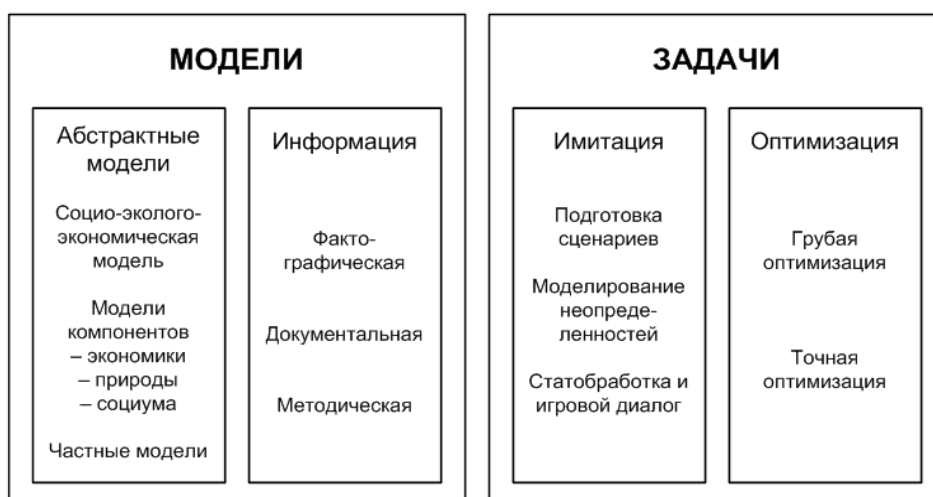 МОДЕЛИ
Абстрактные
модели
Социо-эколого-
экономическая
модель
Модели
компонентов
– экономики
– природы
– социума
Частные модели
Информация
Факто-
графическая
Документальная
Методическая
ЗАДАЧИ
Имитация
Подготовка
сценариев
Моделирование
неопреде-
ленностей
Статобработка и
игровой диалог
Оптимизация
Грубая
оптимизация
Точная
оптимизация